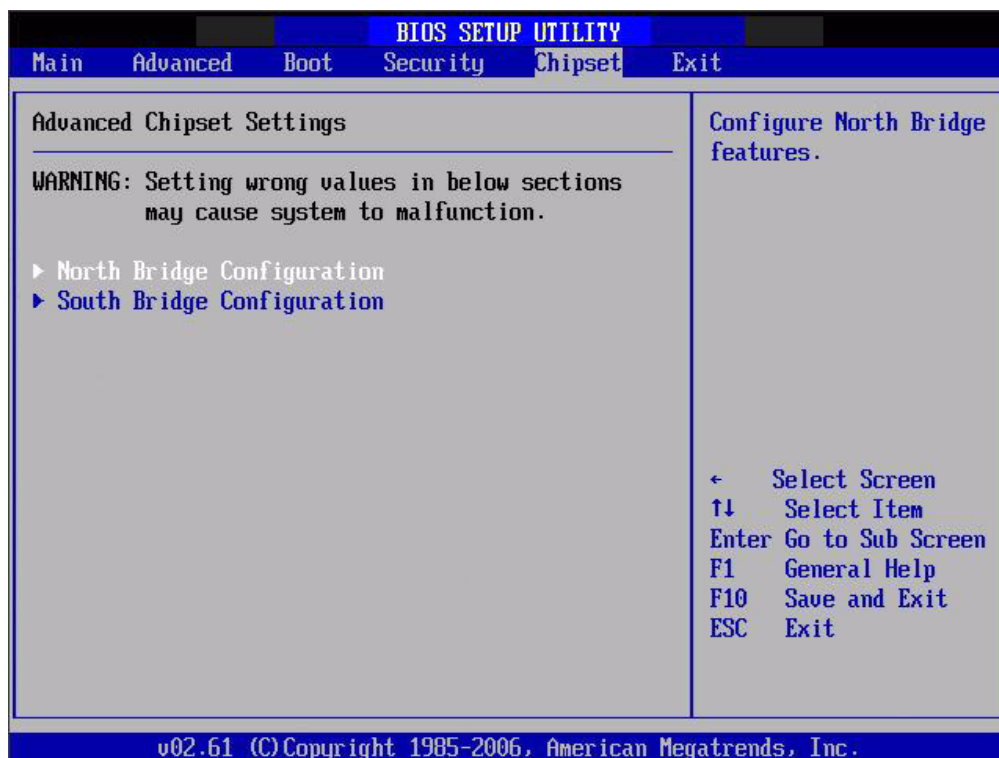 BIOS SETUP UTILITY
Main Advanced Boot Security Chipset Exit
Advanced Chipset Settings
WARNING: Setting wrong values in below sections
may cause system to malfunction.
▶ North Bridge Configuration
▶ South Bridge Configuration
Configure North Bridge
features.
← Select Screen
↑↓ Select Item
Enter Go to Sub Screen
F1 General Help
F10 Save and Exit
ESC Exit
v02.61 (C)Copyright 1985-2006, American Megatrends, Inc.